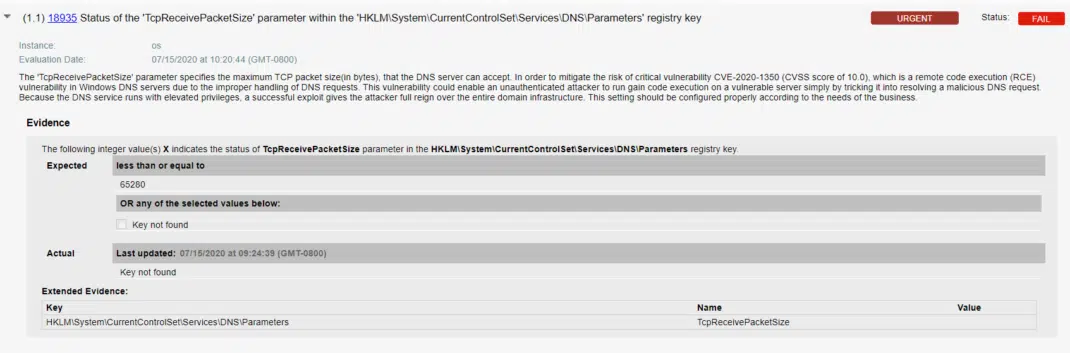 (1.1) 18935 Status of the 'TcpReceivePacketSize' parameter within the 'HKLM\System\CurrentControlSet\Services\DNS\Parameters' registry key
URGENT
Status:
FAIL
Instance: os
Evaluation Date: 07/15/2020 at 10:20:44 (GMT-0800)
The 'TcpReceivePacketSize' parameter specifies the maximum TCP packet size(in bytes), that the DNS server can accept. In order to mitigate the risk of critical vulnerability CVE-2020-1350 (CVSS score of 10.0), which is a remote code execution (RCE)
vulnerability in Windows DNS servers due to the improper handling of DNS requests. This vulnerability could enable an unauthenticated attacker to run gain code execution on a vulnerable server simply by tricking it into resolving a malicious DNS request.
Because the DNS service runs with elevated privileges, a successful exploit gives the attacker full reign over the entire domain infrastructure. This setting should be configured properly according to the needs of the business.
Evidence
The following integer value(s) X indicates the status of TcpReceivePacketSize parameter in the HKLM\System\CurrentControlSet\Services\DNS\Parameters registry key.
Expected less than or equal to
65280
OR any of the selected values below:
Key not found
Actual Last updated: 07/15/2020 at 09:24:39 (GMT-0800)
Key not found
Extended Evidence:
Key Name Value
HKLM\System\CurrentControlSet\Services\DNS\Parameters TcpReceivePacketSize